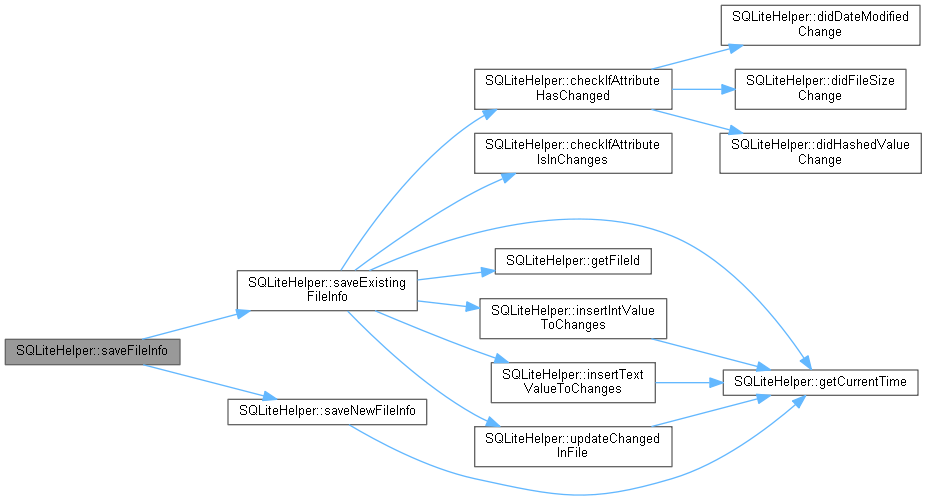 SQLiteHelper::didDateModified
Change
SQLiteHelper::checkIfAttribute
HasChanged
SQLiteHelper::didFileSize
Change
SQLiteHelper::didHashedValue
Change
SQLiteHelper::checkIfAttribute
IsInChanges
SQLiteHelper::getFileId
SQLiteHelper::saveExisting
FileInfo
SQLiteHelper::insertIntValue
ToChanges
SQLiteHelper::saveFileInfo
SQLiteHelper::insertText
ValueToChanges
SQLiteHelper::getCurrentTime
SQLiteHelper::saveNewFileInfo
SQLiteHelper::updateChanged
InFile